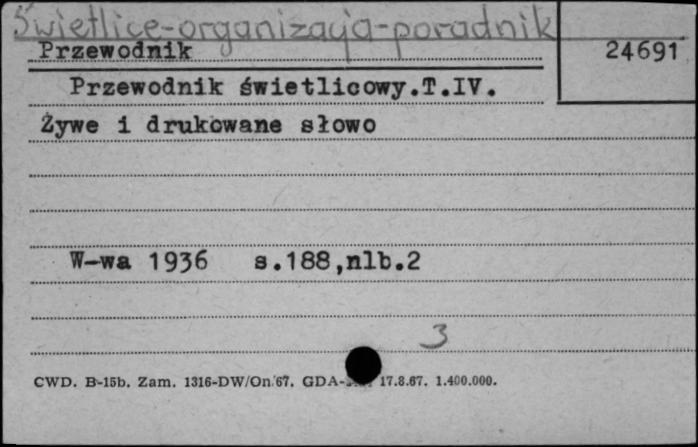 Świetlice-organizacja-poradnik
Przewodnik
24691
Przewodnik świetlicowy.T.IV.
Żywe i drukowane słowo
W-wa 1936 s.188,nlb.2
3
CWD. B-15b. Zam. 1316-DW/On/67. GDA- 17.8.67. 1.400.000.